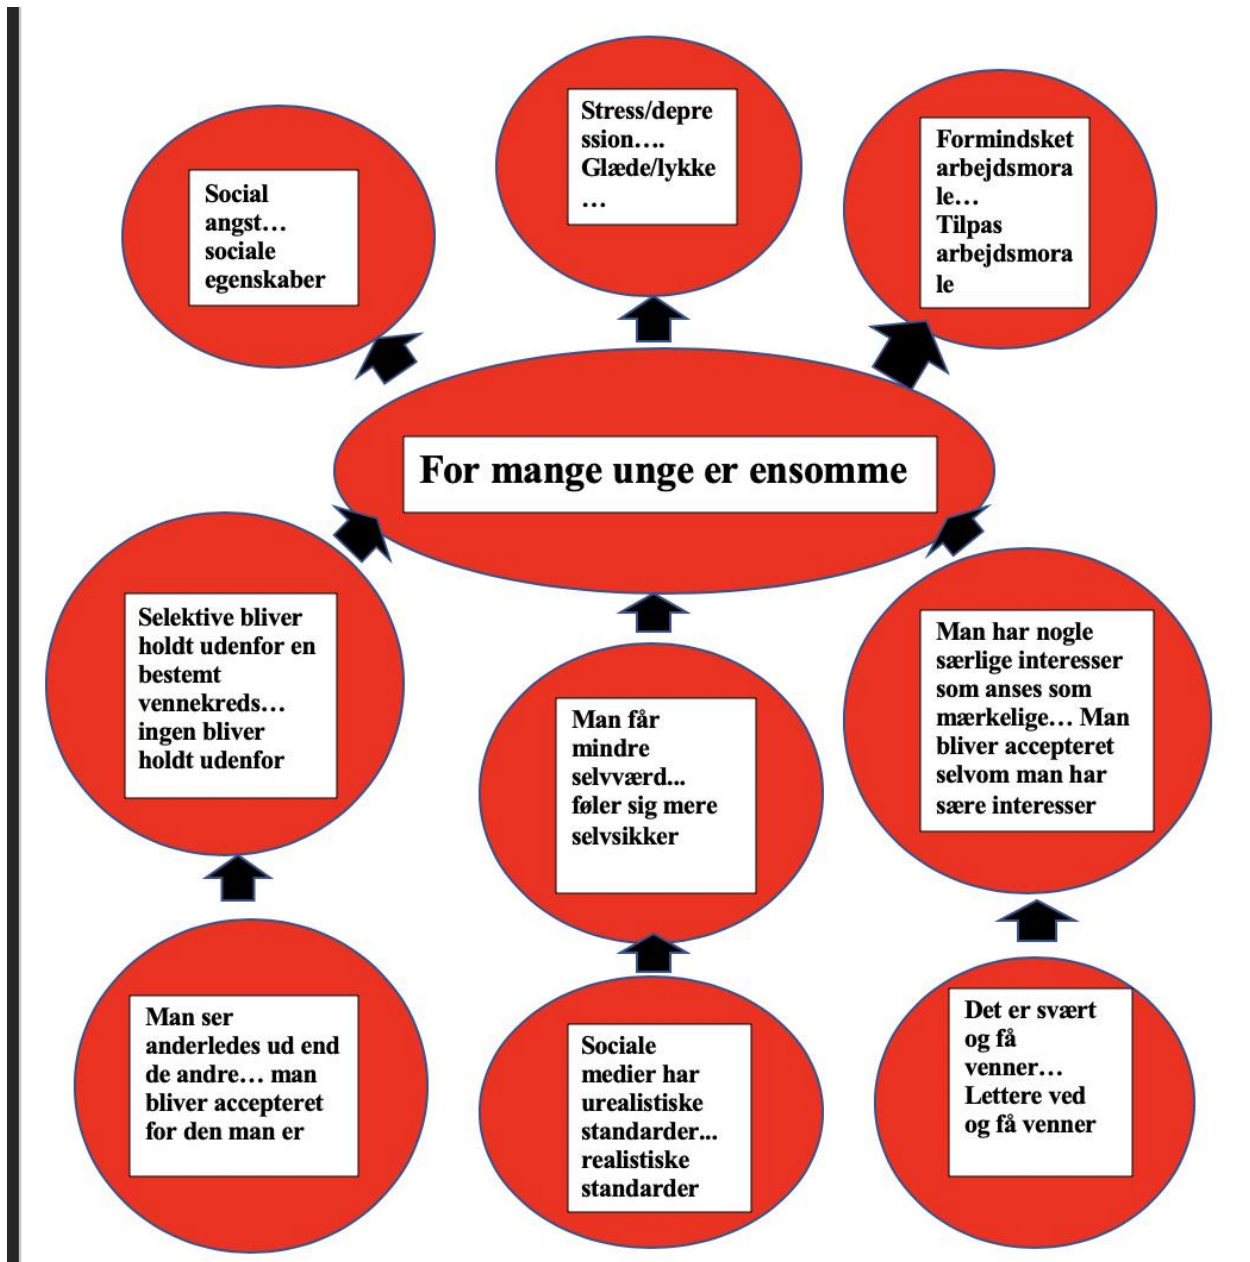 Social
angst…
sociale
egenskaber
Stress/depre
ssion….
Glæde/lykke
…
Formindsket
arbejdsmora
le…
Tilpas
arbejdsmora
le
For mange unge er ensomme
Selektive bliver
holdt udenfor en
bestemt
vennekreds…
ingen bliver
holdt udenfor
Man får
mindre
selvværd...
føler sig mere
selvsikker
Man har nogle
særlige interesser
som anses som
mærkelige… Man
bliver accepteret
selvom man har
sære interesser
Man ser
anderledes ud end
de andre… man
bliver accepteret
for den man er
Sociale
medier har
urealistiske
standarder...
realistiske
standarder
Det er svært
og få
venner…
Lettere ved
og få venner